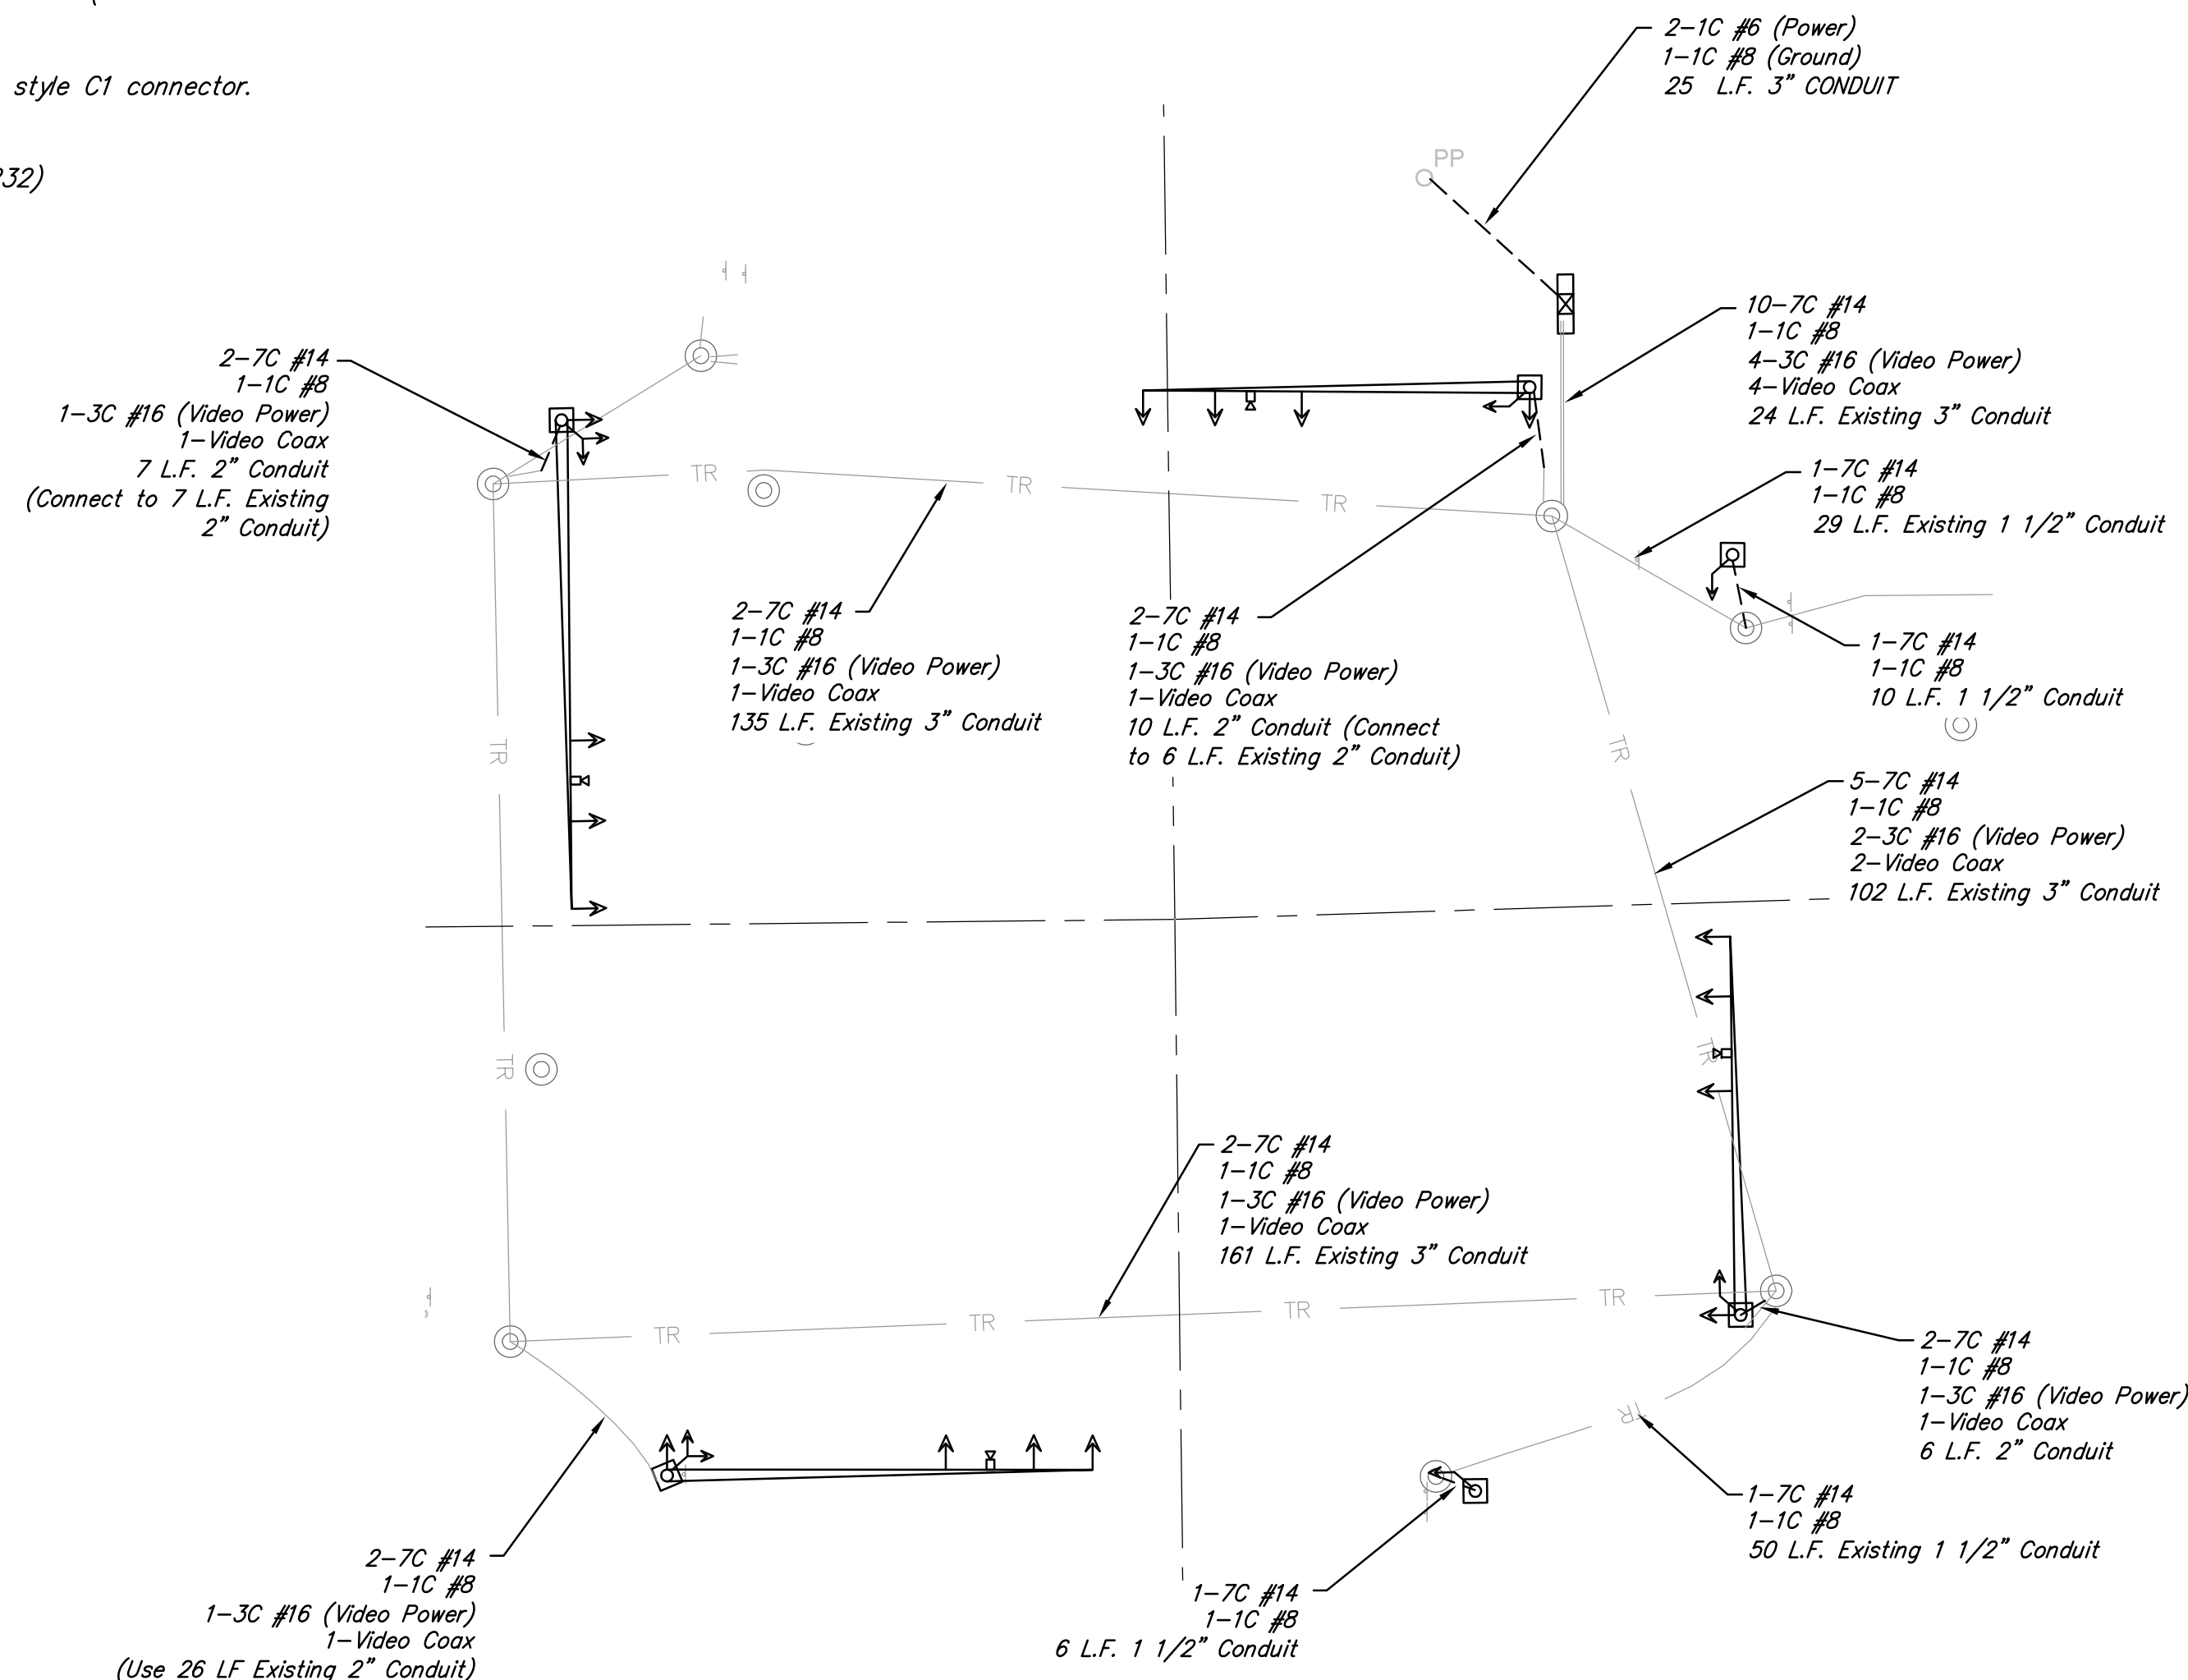 style C1 connector.
232)
2-1C #6 (Power)
1-1C #8 (Ground)
25 L.F. 3" CONDUIT
PP
10-7C #14
1-1C #8
4-3C #16 (Video Power)
4-Video Coax
24 L.F. Existing 3" Conduit
2-7C #14
1-1C #8
1-3C #16 (Video Power)
1-Video Coax
7 L.F. 2" Conduit
(Connect to 7 L.F. Existing
2" Conduit)
TR
TR
TR
1-7C #14
1-1C #8
29 L.F. Existing 1 1/2" Conduit
2-7C #14
1-1C #8
1-3C #16 (Video Power)
1-Video Coax
135 L.F. Existing 3" Conduit
2-7C #14
1-1C #8
1-3C #16 (Video Power)
1-Video Coax
10 L.F. 2" Conduit (Connect
to 6 L.F. Existing 2" Conduit)
1-7C #14
1-1C #8
10 L.F. 1 1/2" Conduit
TR
TR
5-7C #14
1-1C #8
2-3C #16 (Video Power)
2-Video Coax
102 L.F. Existing 3" Conduit
TR
TR
2-7C #14
1-1C #8
1-3C #16 (Video Power)
1-Video Coax
161 L.F. Existing 3" Conduit
TR
TR
TR
TR
2-7C #14
1-1C #8
1-3C #16 (Video Power)
1-Video Coax
6 L.F. 2" Conduit
TR
1-7C #14
1-1C #8
50 L.F. Existing 1 1/2" Conduit
2-7C #14
1-1C #8
1-3C #16 (Video Power)
1-Video Coax
(Use 26 LF Existing 2" Conduit)
1-7C #14
1-1C #8
6 L.F. 1 1/2" Conduit